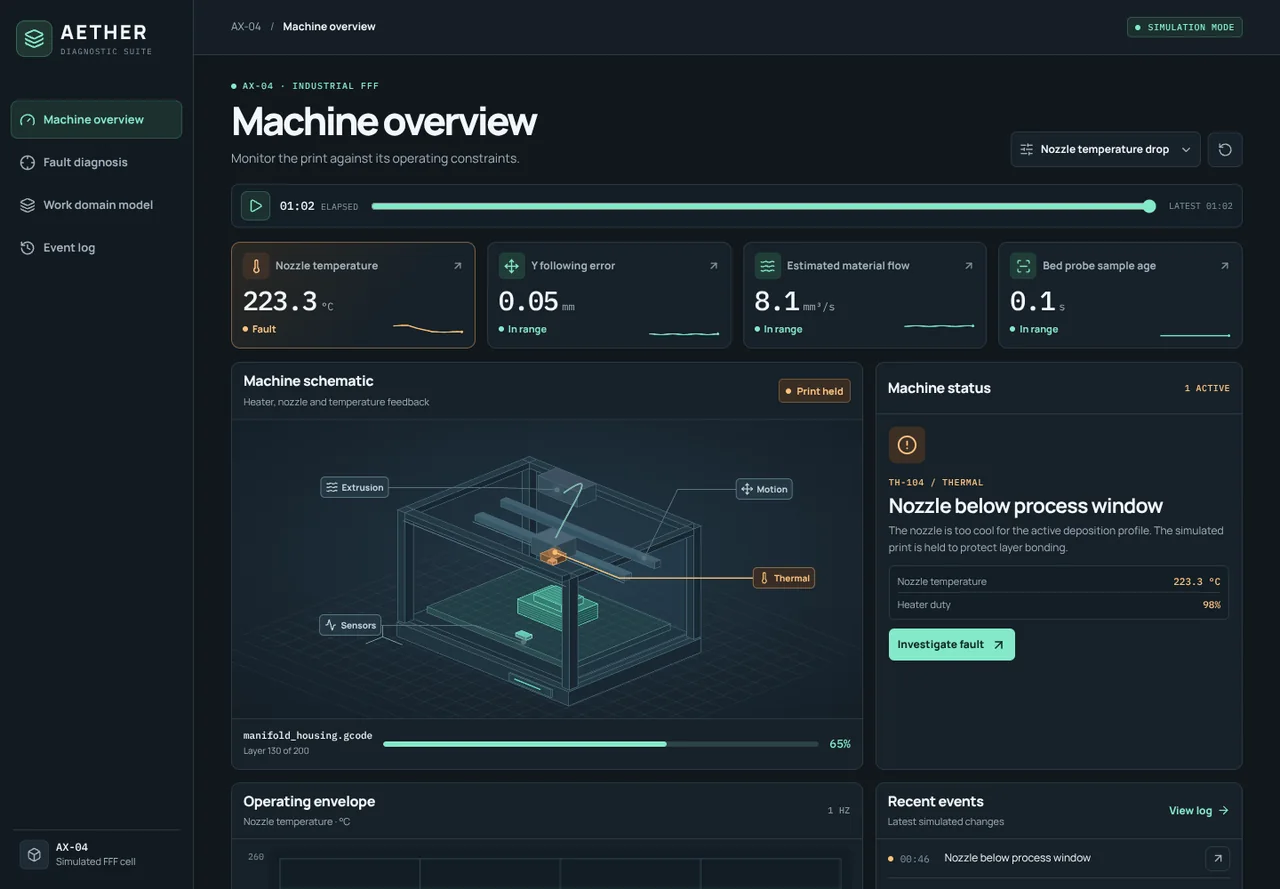 AETHER
DIAGNOSTIC SUITE
Machine overview
Fault diagnosis
Work domain model
Event log
AX-04
Simulated FFF cell
AX-04 / Machine overview
SIMULATION MODE
AX-04 · INDUSTRIAL FFF
Machine overview
Monitor the print against its operating constraints.
Nozzle temperature drop
01:02 ELAPSED
LATEST 01:02
Nozzle temperature
223.3 °C
Fault
Y following error
0.05 mm
In range
Estimated material flow
8.1 mm³/s
In range
Bed probe sample age
0.1 s
In range
Machine schematic
Heater, nozzle and temperature feedback
Print held
Extrusion
Motion
Thermal
Sensors
manifold_housing.gcode
Layer 130 of 200
65%
Machine status
1 ACTIVE
TH-104 / THERMAL
Nozzle below process window
The nozzle is too cool for the active deposition profile. The simulated
print is held to protect layer bonding.
Nozzle temperature 223.3 °C
Heater duty 98%
Investigate fault
Operating envelope
Nozzle temperature · °C
1 HZ
260
Recent events
Latest simulated changes
View log
00:46 Nozzle below process window